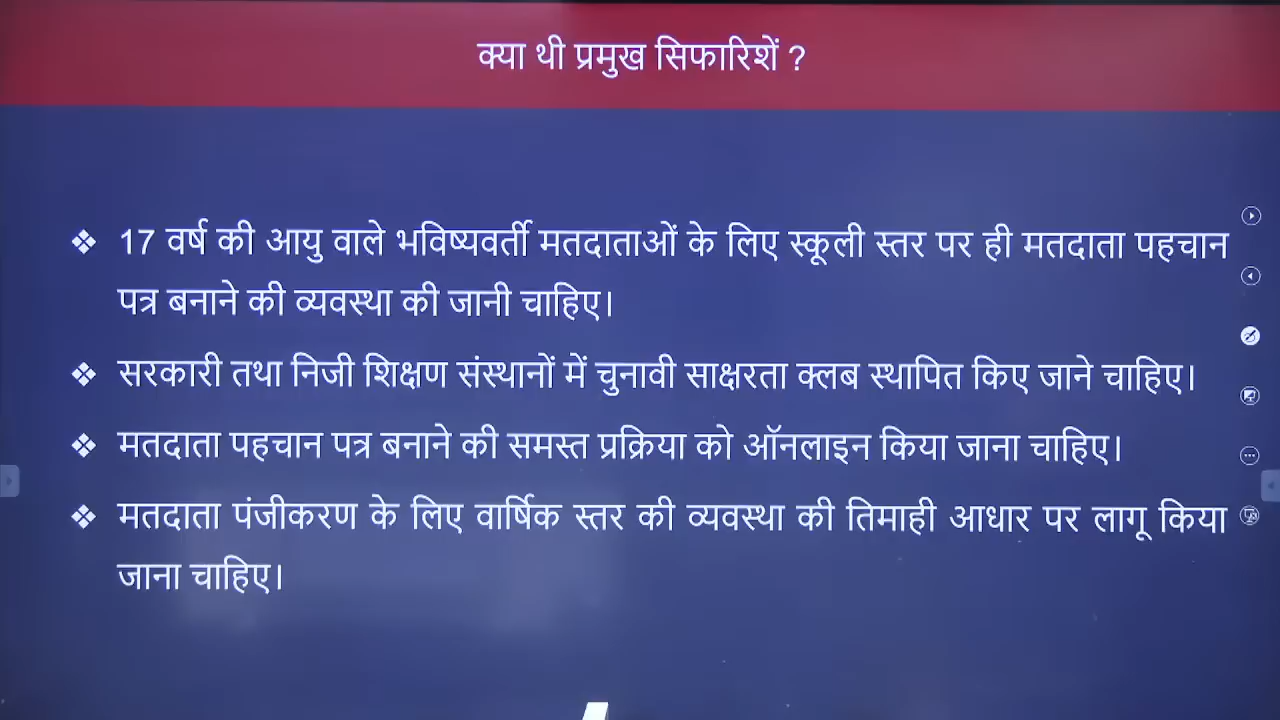 क्या थी प्रमुख सिफारिशें ?
❖ 17 वर्ष की आयु वाले भविष्यवर्ती मतदाताओं के लिए स्कूली स्तर पर ही मतदाता पहचान
पत्र बनाने की व्यवस्था की जानी चाहिए।
❖ सरकारी तथा निजी शिक्षण संस्थानों में चुनावी साक्षरता क्लब स्थापित किए जाने चाहिए।
❖ मतदाता पहचान पत्र बनाने की समस्त प्रक्रिया को ऑनलाइन किया जाना चाहिए।
❖ मतदाता पंजीकरण के लिए वार्षिक स्तर की व्यवस्था की तिमाही आधार पर लागू किया
जाना चाहिए।